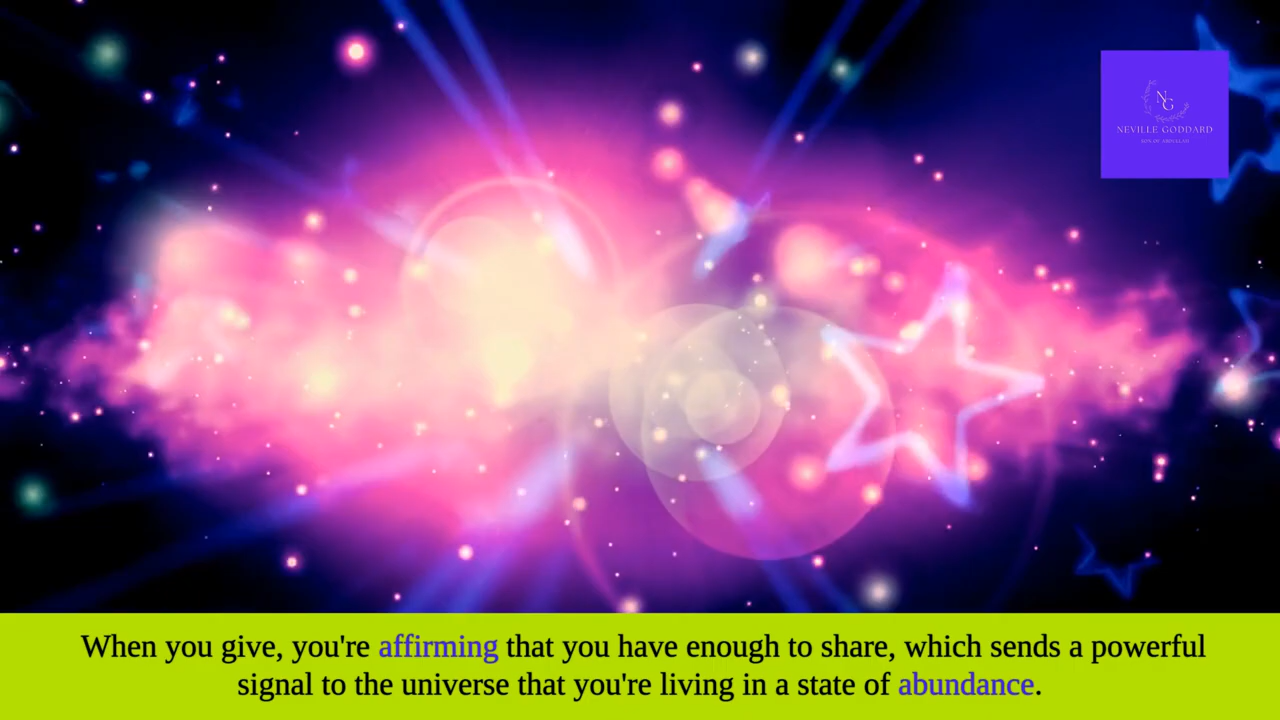 NG
NEVILLE GODDARD
When you give, you're affirming that you have enough to share, which sends a powerful
signal to the universe that you're living in a state of abundance.